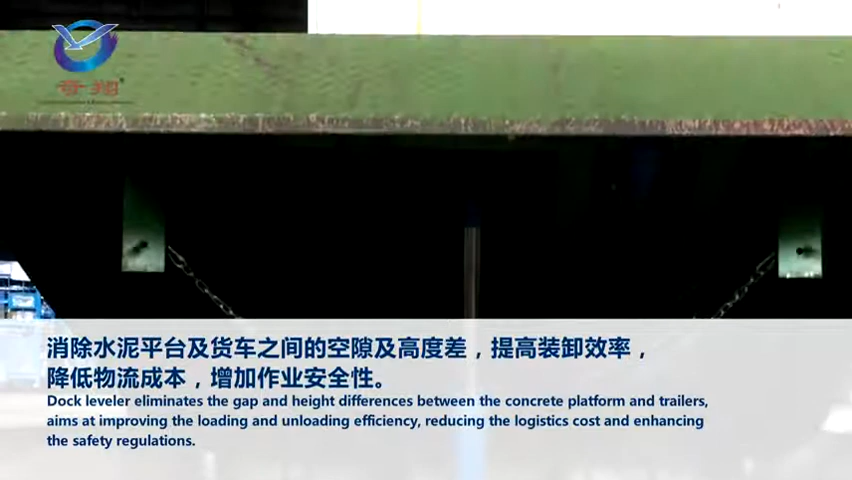 奇翔®
消除水泥平台及货车之间的空隙及高度差，提高装卸效率，
降低物流成本，增加作业安全性。
Dock leveler eliminates the gap and height differences between the concrete platform and trailers,
aims at improving the loading and unloading efficiency, reducing the logistics cost and enhancing
the safety regulations.